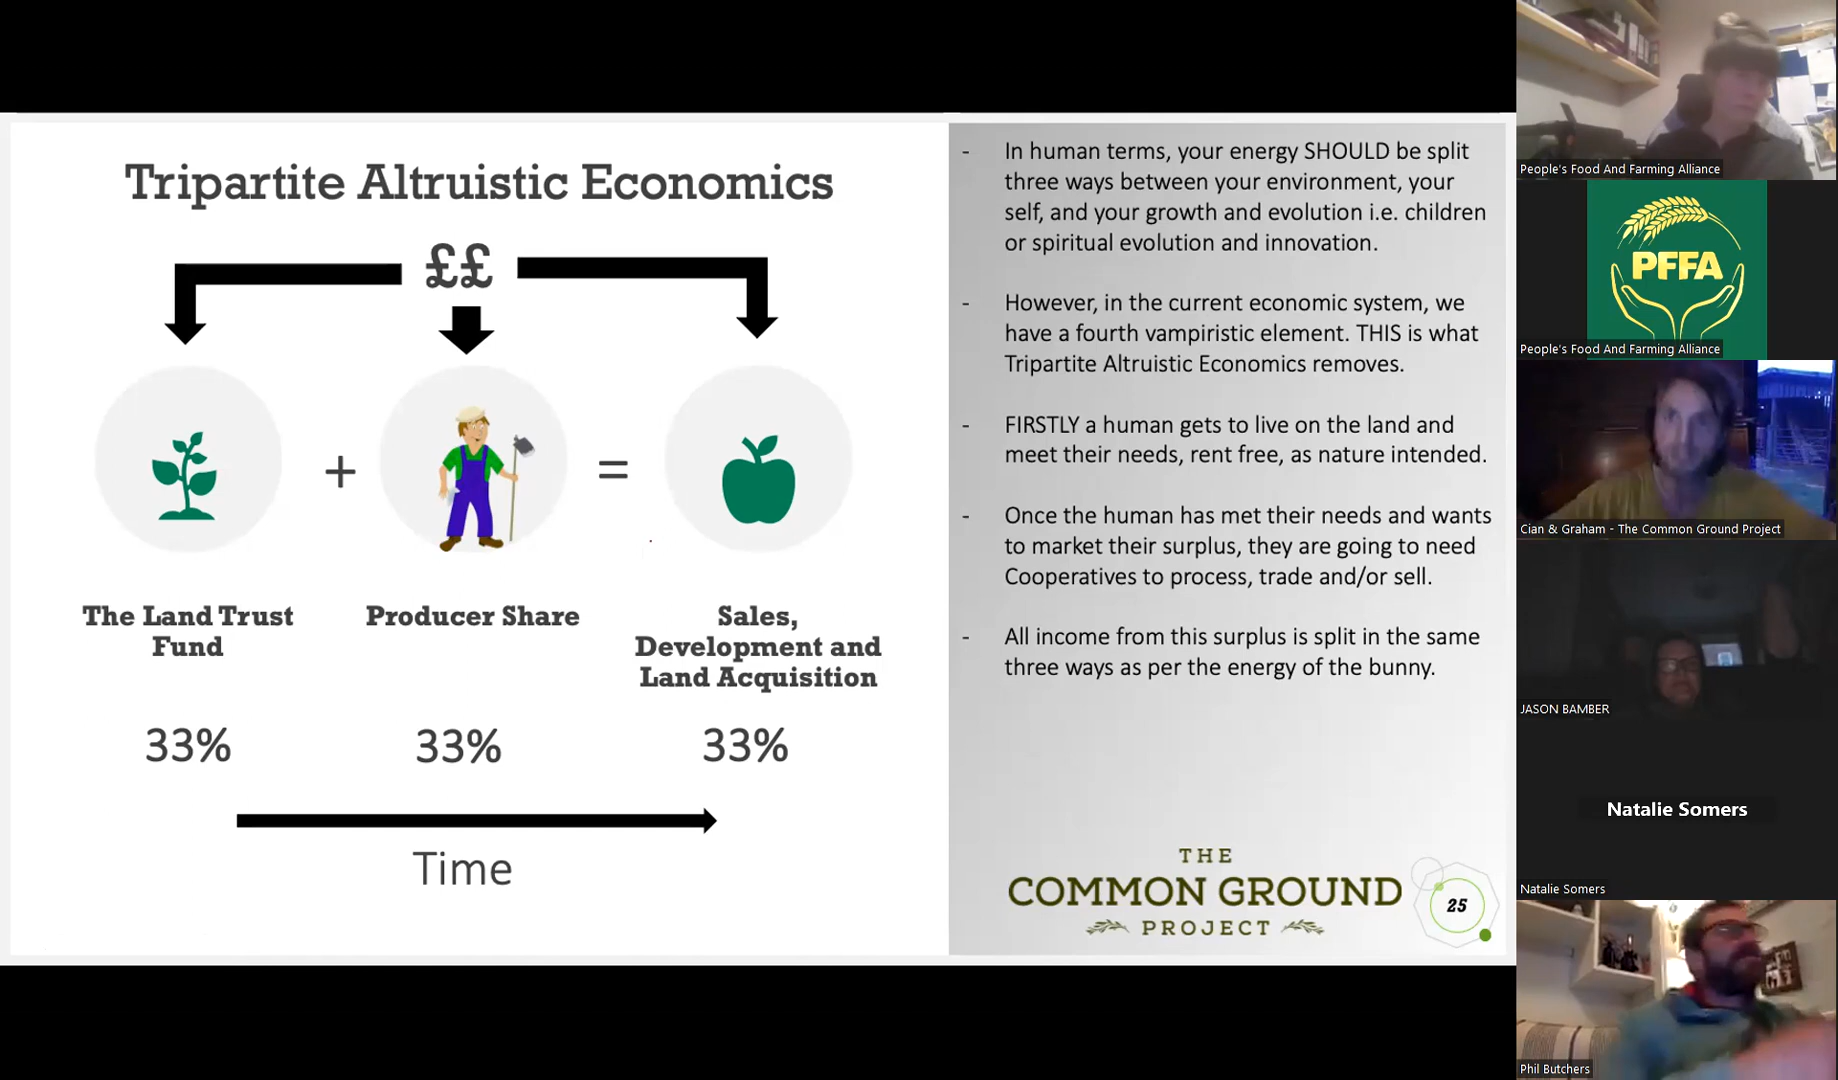 Tripartite Altruistic Economics
££
+
=
The Land Trust
Fund
Producer Share
Sales,
Development and
Land Acquisition
33%
33%
33%
Time
- In human terms, your energy SHOULD be split
three ways between your environment, your
self, and your growth and evolution i.e. children
or spiritual evolution and innovation.
- However, in the current economic system, we
have a fourth vampiristic element. THIS is what
Tripartite Altruistic Economics removes.
- FIRSTLY a human gets to live on the land and
meet their needs, rent free, as nature intended.
- Once the human has met their needs and wants
to market their surplus, they are going to need
Cooperatives to process, trade and/or sell.
- All income from this surplus is split in the same
three ways as per the energy of the bunny.
THE
COMMON GROUND
PROJECT
25
People's Food And Farming Alliance
PFFA
People's Food And Farming Alliance
Cian & Graham - The Common Ground Project
JASON BAMBER
Natalie Somers
Natalie Somers
Phil Butchers